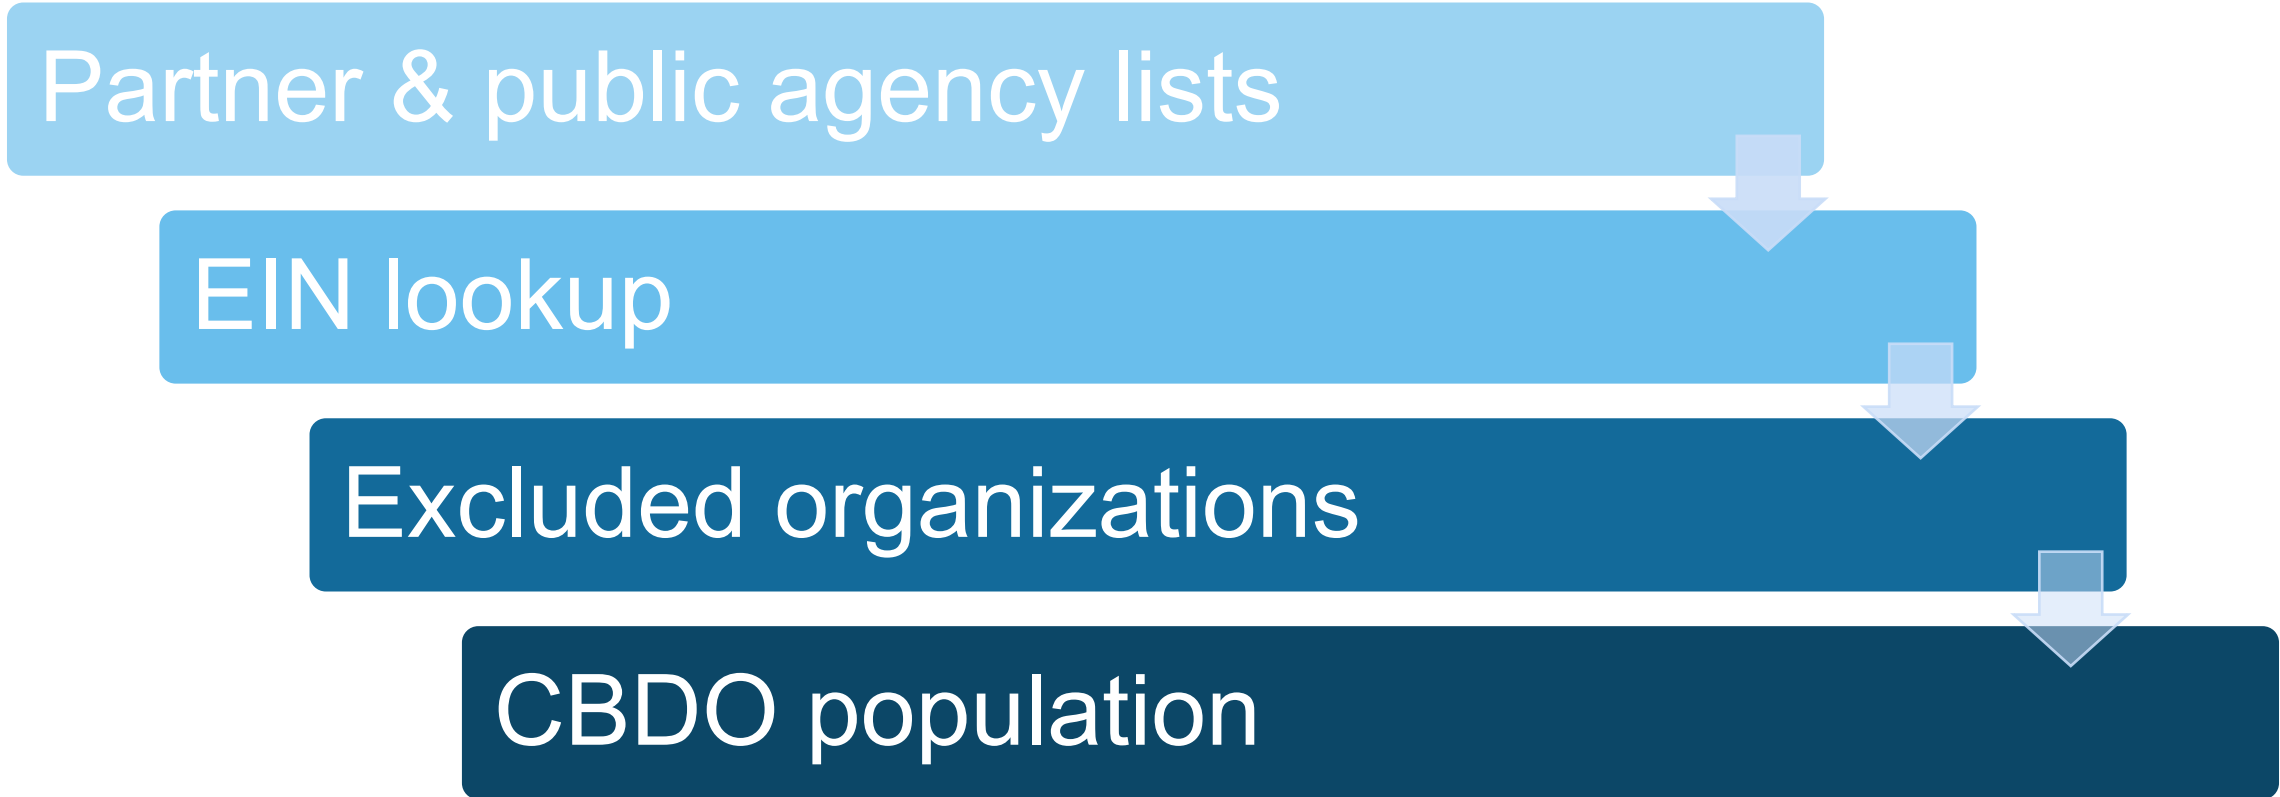 Partner & public agency lists
EIN lookup
Excluded organizations
CBDO population